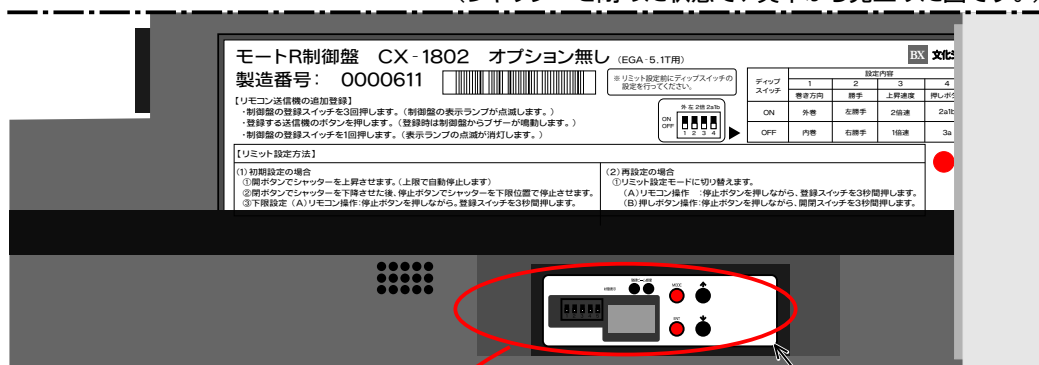 モートR制御盤 CX-1802 オプション無し (EGA-5.1T用)
BX
製造番号: 0000611
※リミット設定前にディップスイッチの
設定を行ってください。
【リモコン送信機の追加登録】
・制御盤の登録スイッチを3回押します。(制御盤の表示ランプが点滅します。)
・登録する送信機のボタンを押します。(登録時は制御盤からブザーが鳴動します。)
・制御盤の登録スイッチを1回押します。(表示ランプの点滅が消灯します。)
外 左 2倍 2a1b
ON
OFF
1 2 3 4
ディップスイッチ 設定内容
1 2 3 4
巻き方向 勝手 上昇速度
ON 外巻 左勝手 2倍速
OFF 内巻 右勝手 1倍速 3a
【リミット設定方法】
(1)初期設定の場合
①開ボタンでシャッターを上昇させます。(上限で自動停止します)
②閉ボタンでシャッターを下降させた後、停止ボタンでシャッターを下限位置で停止させます。
③下限設定 (A)リモコン操作:停止ボタンを押しながら、登録スイッチを3秒間押します。
(2)再設定の場合
①リミット設定モードに切り替えます。
(A)リモコン操作 :停止ボタンを押しながら、登録スイッチを3秒間押します。
(B)押しボタン操作:停止ボタンを押しながら、開閉スイッチを3秒間押します。
MODE
ENT